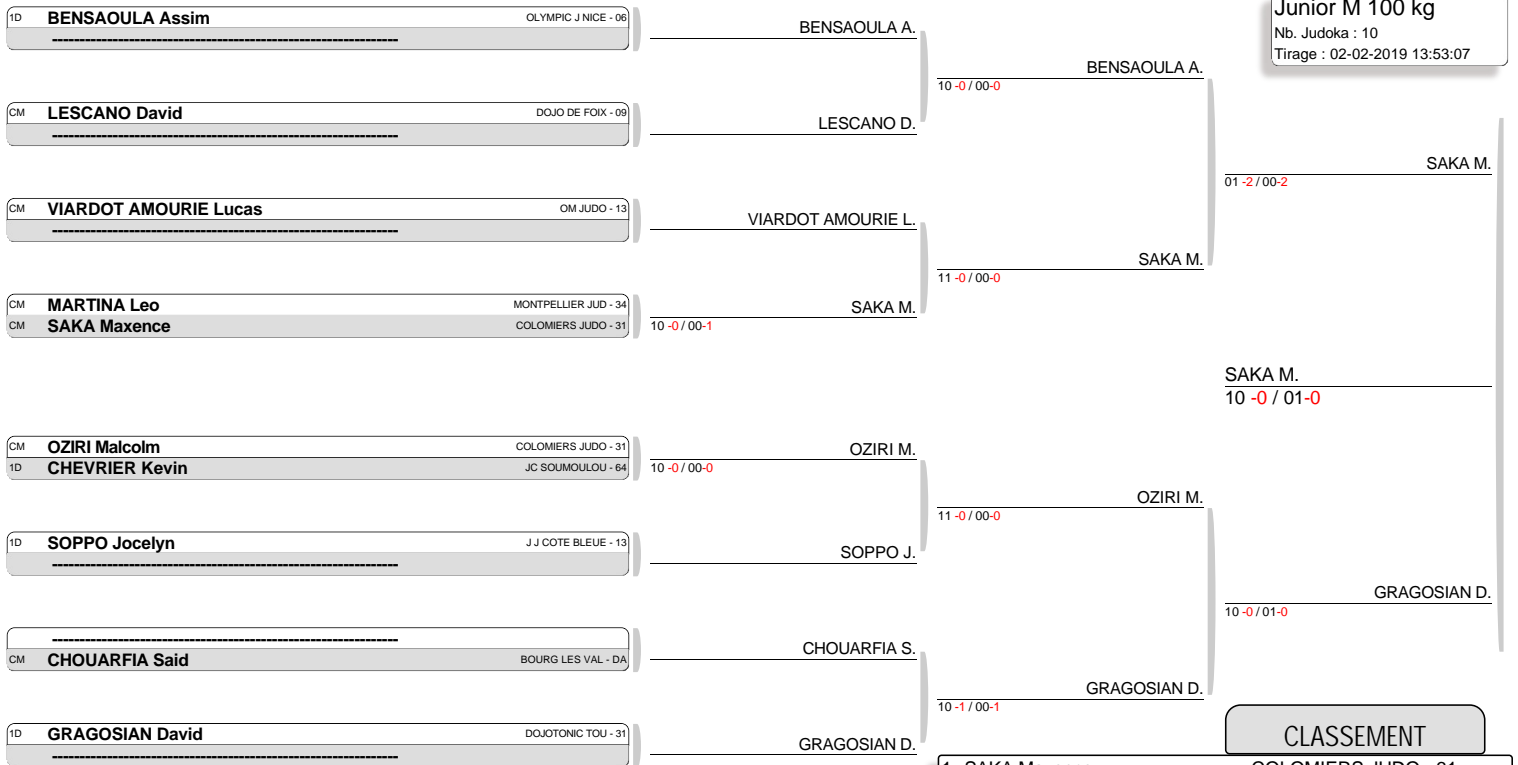 Junior M 100 kg
Nb. Judoka : 10
Tirage : 02-02-2019 13:53:07
1D BENSAOULA Assim OLYMPIC J NICE - 06
------------------------------------------------------------------
BENSAOULA A.
BENSAOULA A.
10 -0 / 00-0
CM LESCANO David DOJO DE FOIX - 09
------------------------------------------------------------------
LESCANO D.
SAKA M.
01 -2 / 00-2
CM VIARDOT AMOURIE Lucas OM JUDO - 13
------------------------------------------------------------------
VIARDOT AMOURIE L.
SAKA M.
11 -0 / 00-0
CM MARTINA Leo MONTPELLIER JUD - 34
CM SAKA Maxence COLOMIERS JUDO - 31
SAKA M.
10 -0 / 00-1
SAKA M.
10 -0 / 01-0
CM OZIRI Malcolm COLOMIERS JUDO - 31
1D CHEVRIER Kevin JC SOUMOULOU - 64
OZIRI M.
10 -0 / 00-0
OZIRI M.
11 -0 / 00-0
1D SOPPO Jocelyn J J COTE BLEUE - 13
------------------------------------------------------------------
SOPPO J.
GRAGOSIAN D.
10 -0 / 01-0
------------------------------------------------------------------
CM CHOUARFIA Said BOURG LES VAL - DA
CHOUARFIA S.
GRAGOSIAN D.
10 -1 / 00-1
1D GRAGOSIAN David DOJOTONIC TOU - 31
------------------------------------------------------------------
GRAGOSIAN D.
CLASSEMENT